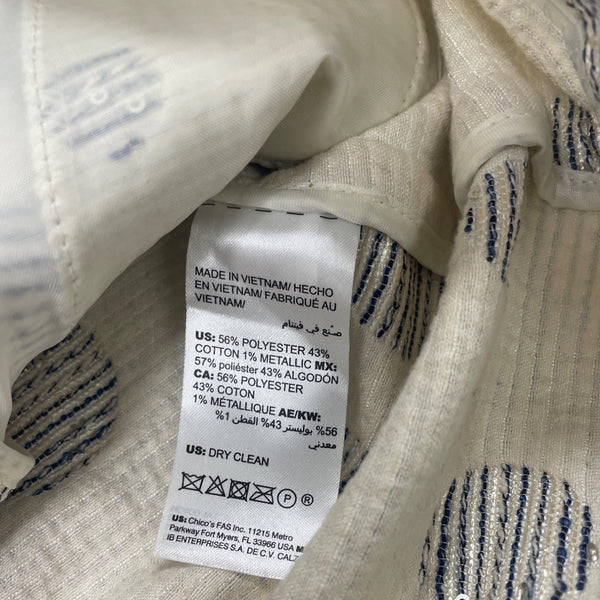 MADE IN VIETNAM/ HECHO
EN VIETNAM/ FABRIQUÉ AU
VIETNAM/
صنع في فيتنام
US: 56% POLYESTER 43%
COTTON 1% METALLIC MX:
57% poliéster 43% ALGODÓN
CA: 56% POLYESTER
43% COTON
1% MÉTALLIQUE AE/KW:
56% بوليستر 43% القطن 1%
معدني
US: DRY CLEAN
P ®
US: Chico's FAS Inc. 11215 Metro
Parkway Fort Myers, FL 33966 USA M
IB ENTERPRISES S.A. DE C.V. CALZ